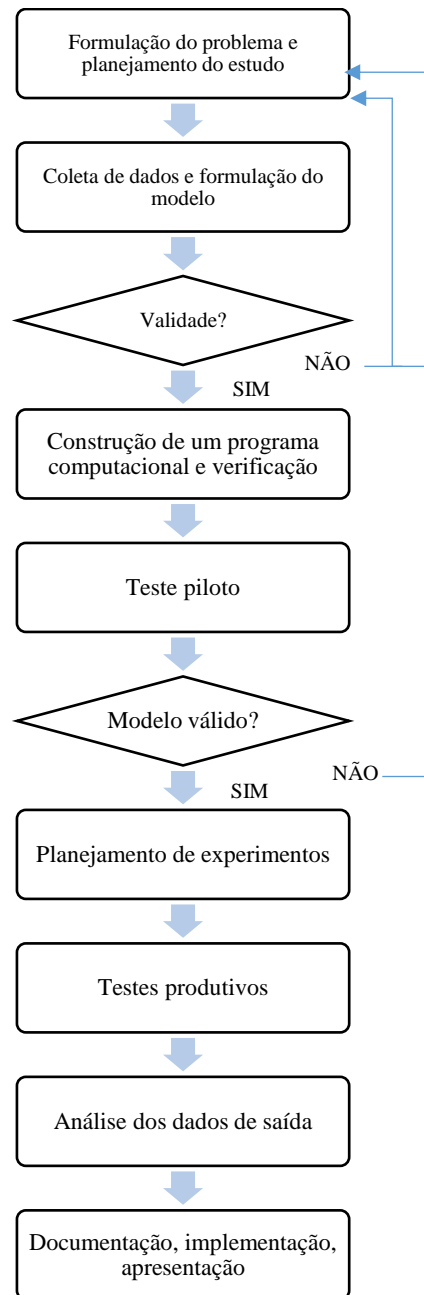 Formulação do problema e
planejamento do estudo
Coleta de dados e formulação do
modelo
Validade?
NÃO
SIM
Construção de um programa
computacional e verificação
Teste piloto
Modelo válido?
NÃO
SIM
Planejamento de experimentos
Testes produtivos
Análise dos dados de saída
Documentação, implementação,
apresentação